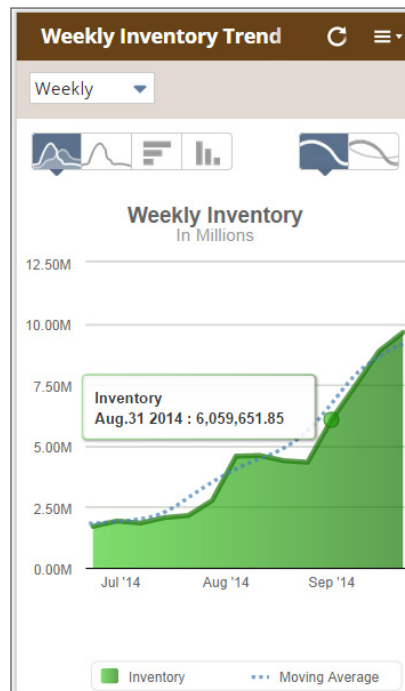 Weekly Inventory Trend
Weekly
Weekly Inventory
In Millions
12.50M
10.00M
7.50M
Inventory
Aug.31 2014 : 6,059,651.85
5.00M
2.50M
0.00M
Jul '14 Aug '14 Sep '14
Inventory Moving Average